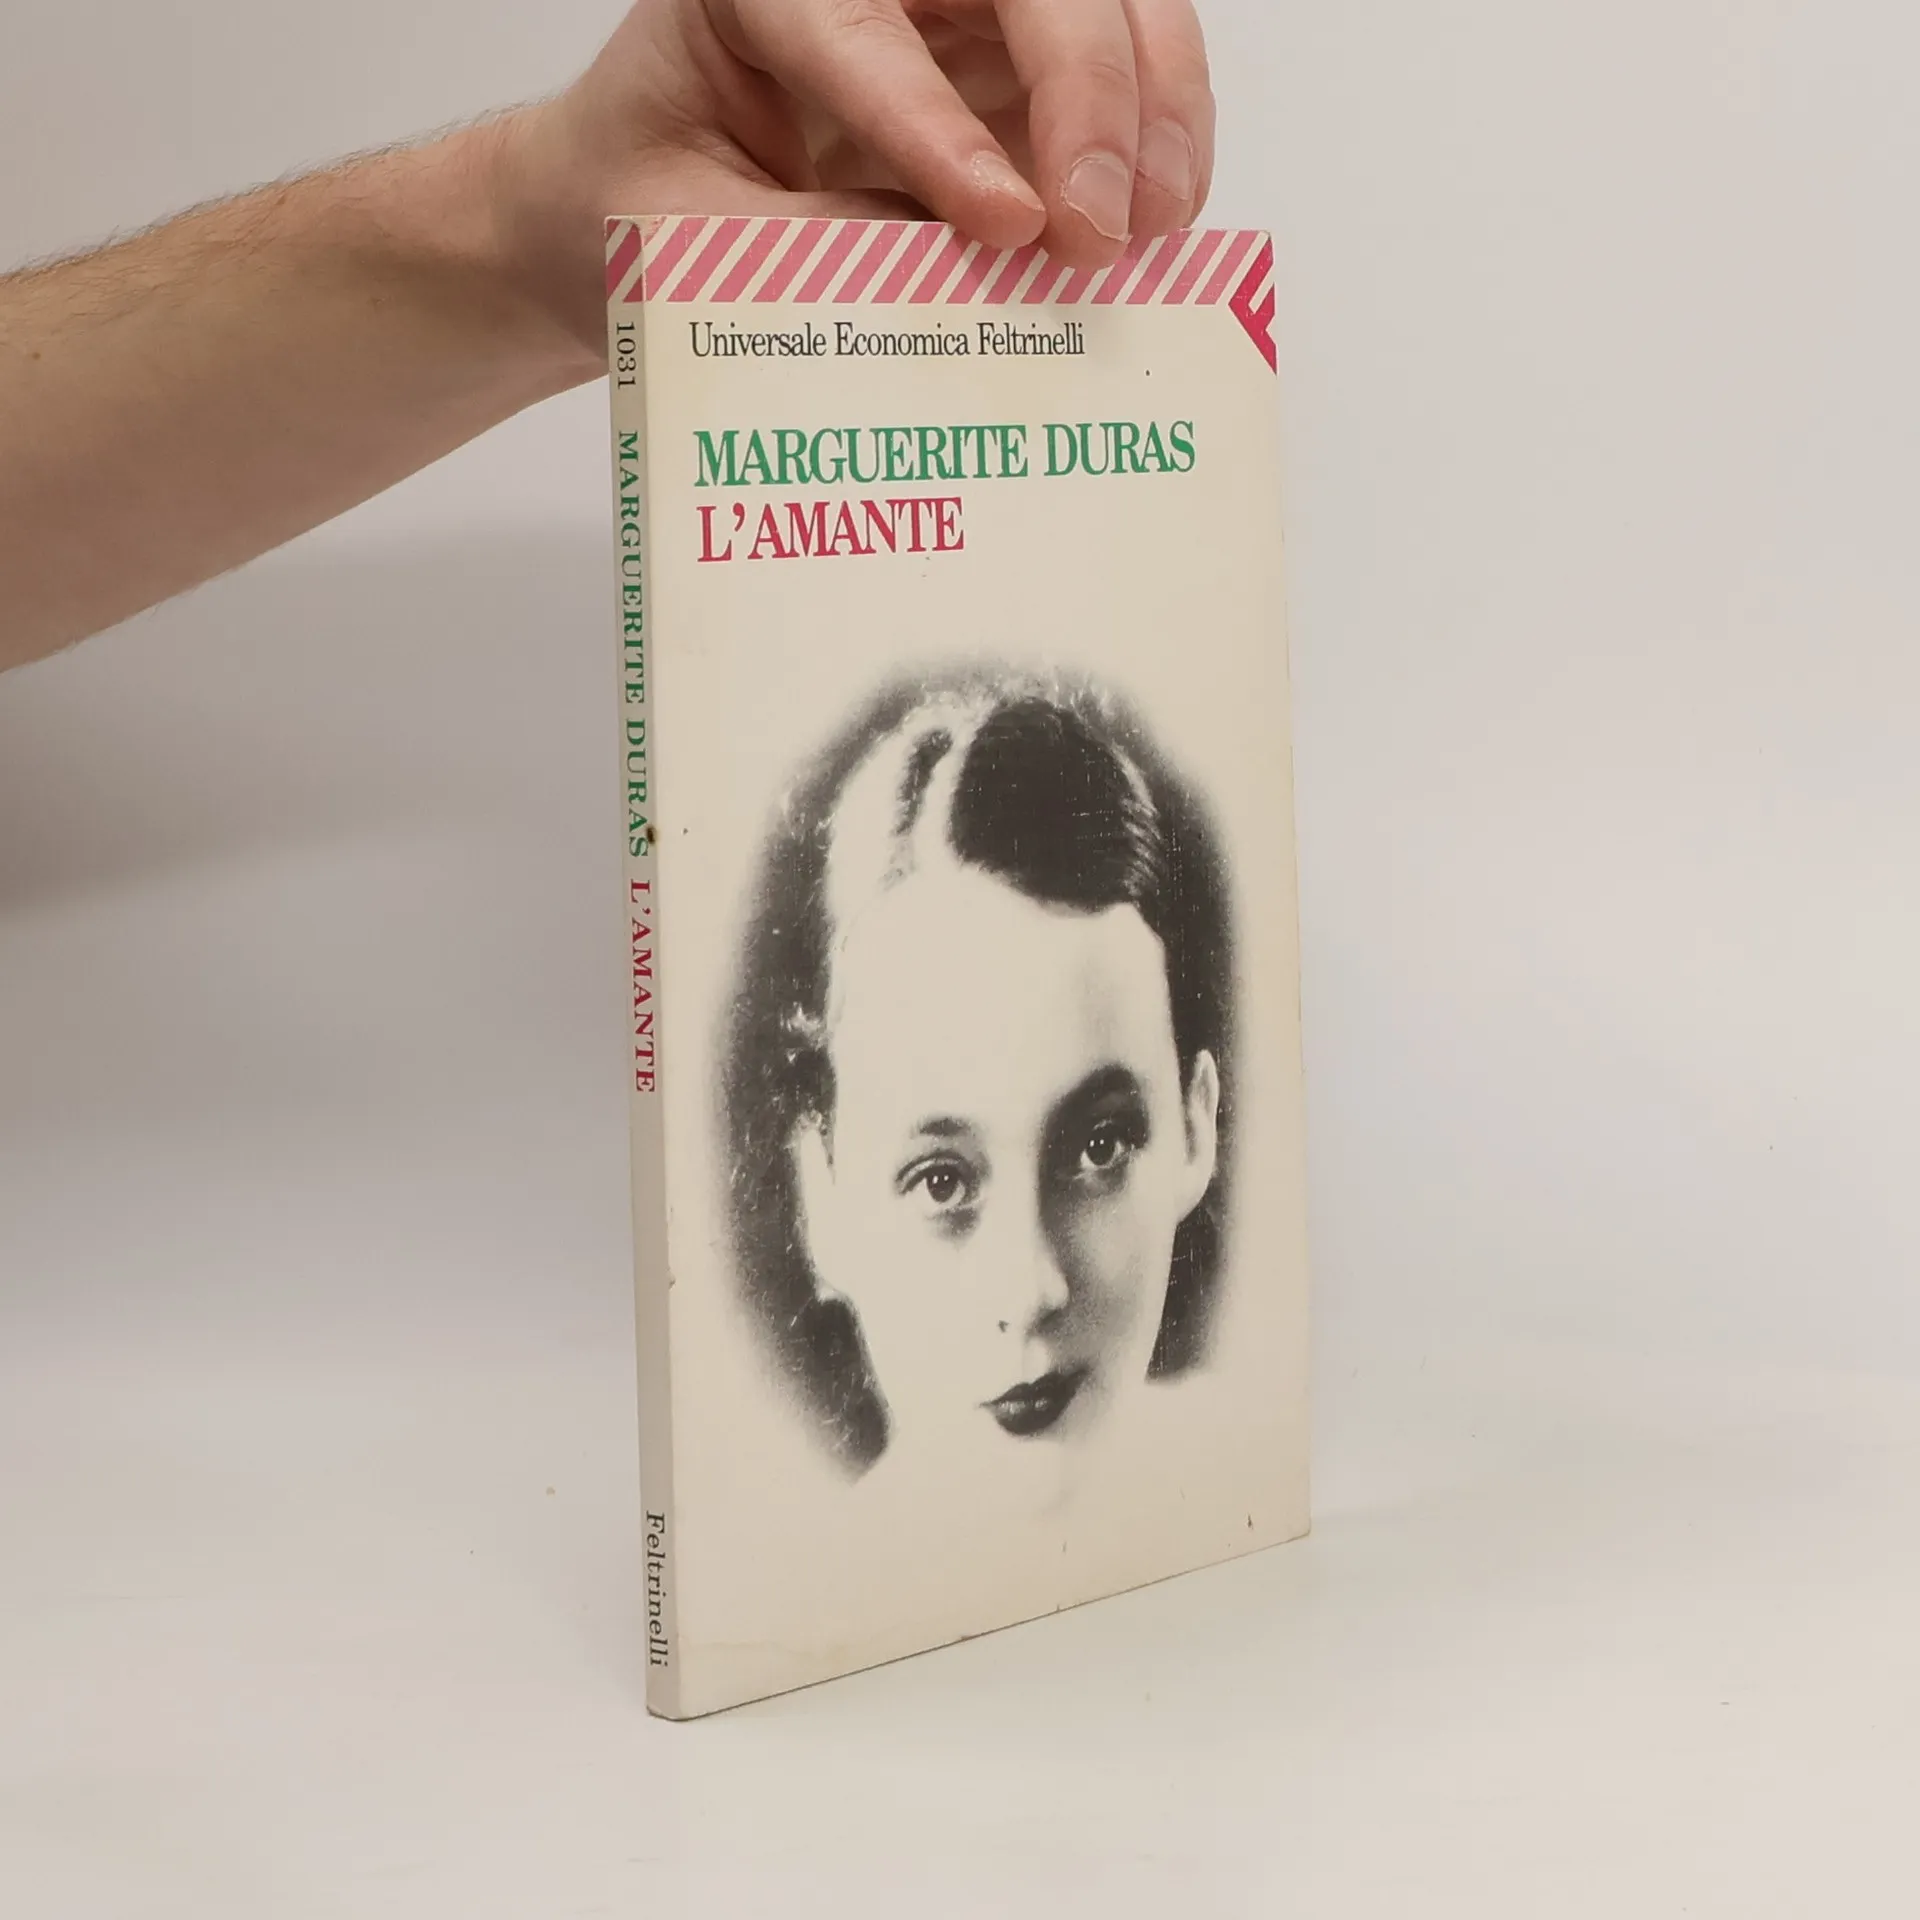 Universale Economica Feltrinelli
MARGUERITE DURAS
L'AMANTE
1031 MARGUERITE DURAS L'AMANTE Feltrinelli